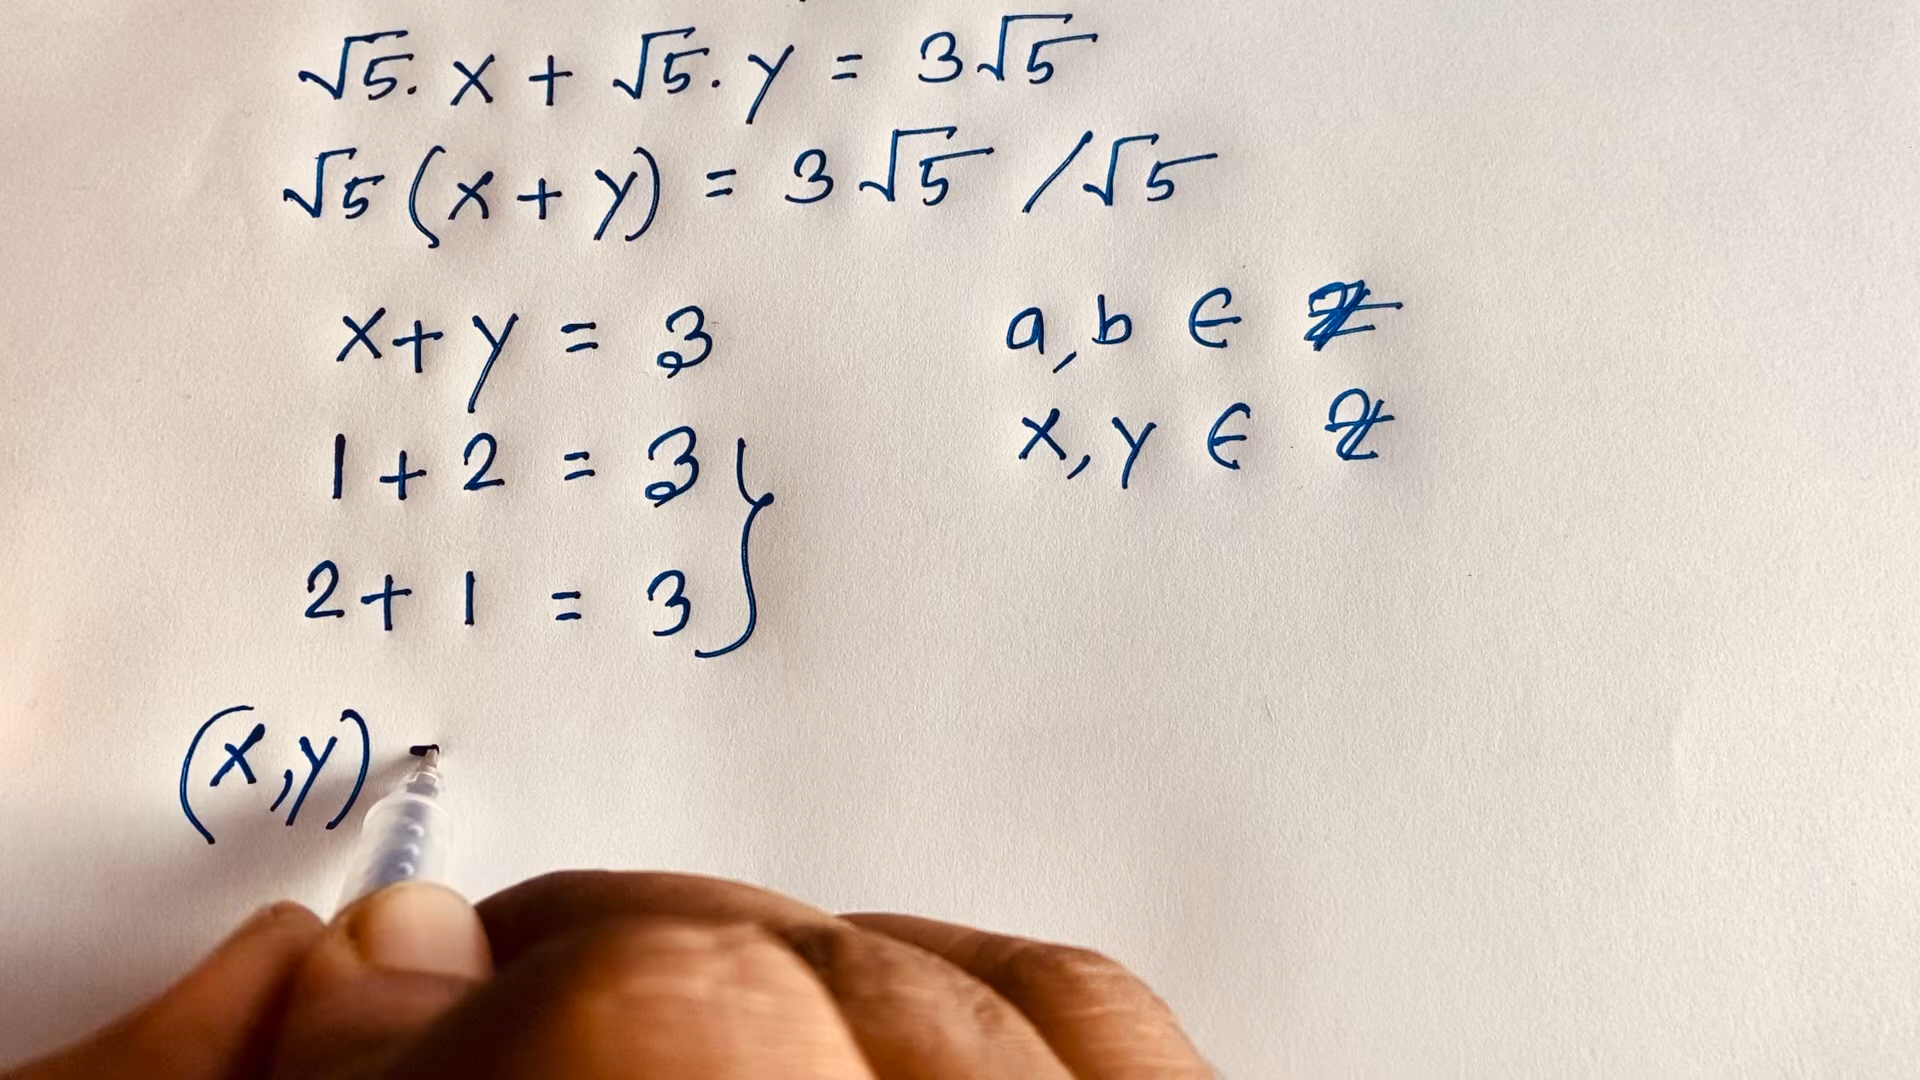 √5. x + √5. y = 3√5
√5 (x + y) = 3√5 /√5
x + y = 3
a, b ∈ ℤ
1 + 2 = 3
x, y ∈ ℤ
2 + 1 = 3
(x, y) -